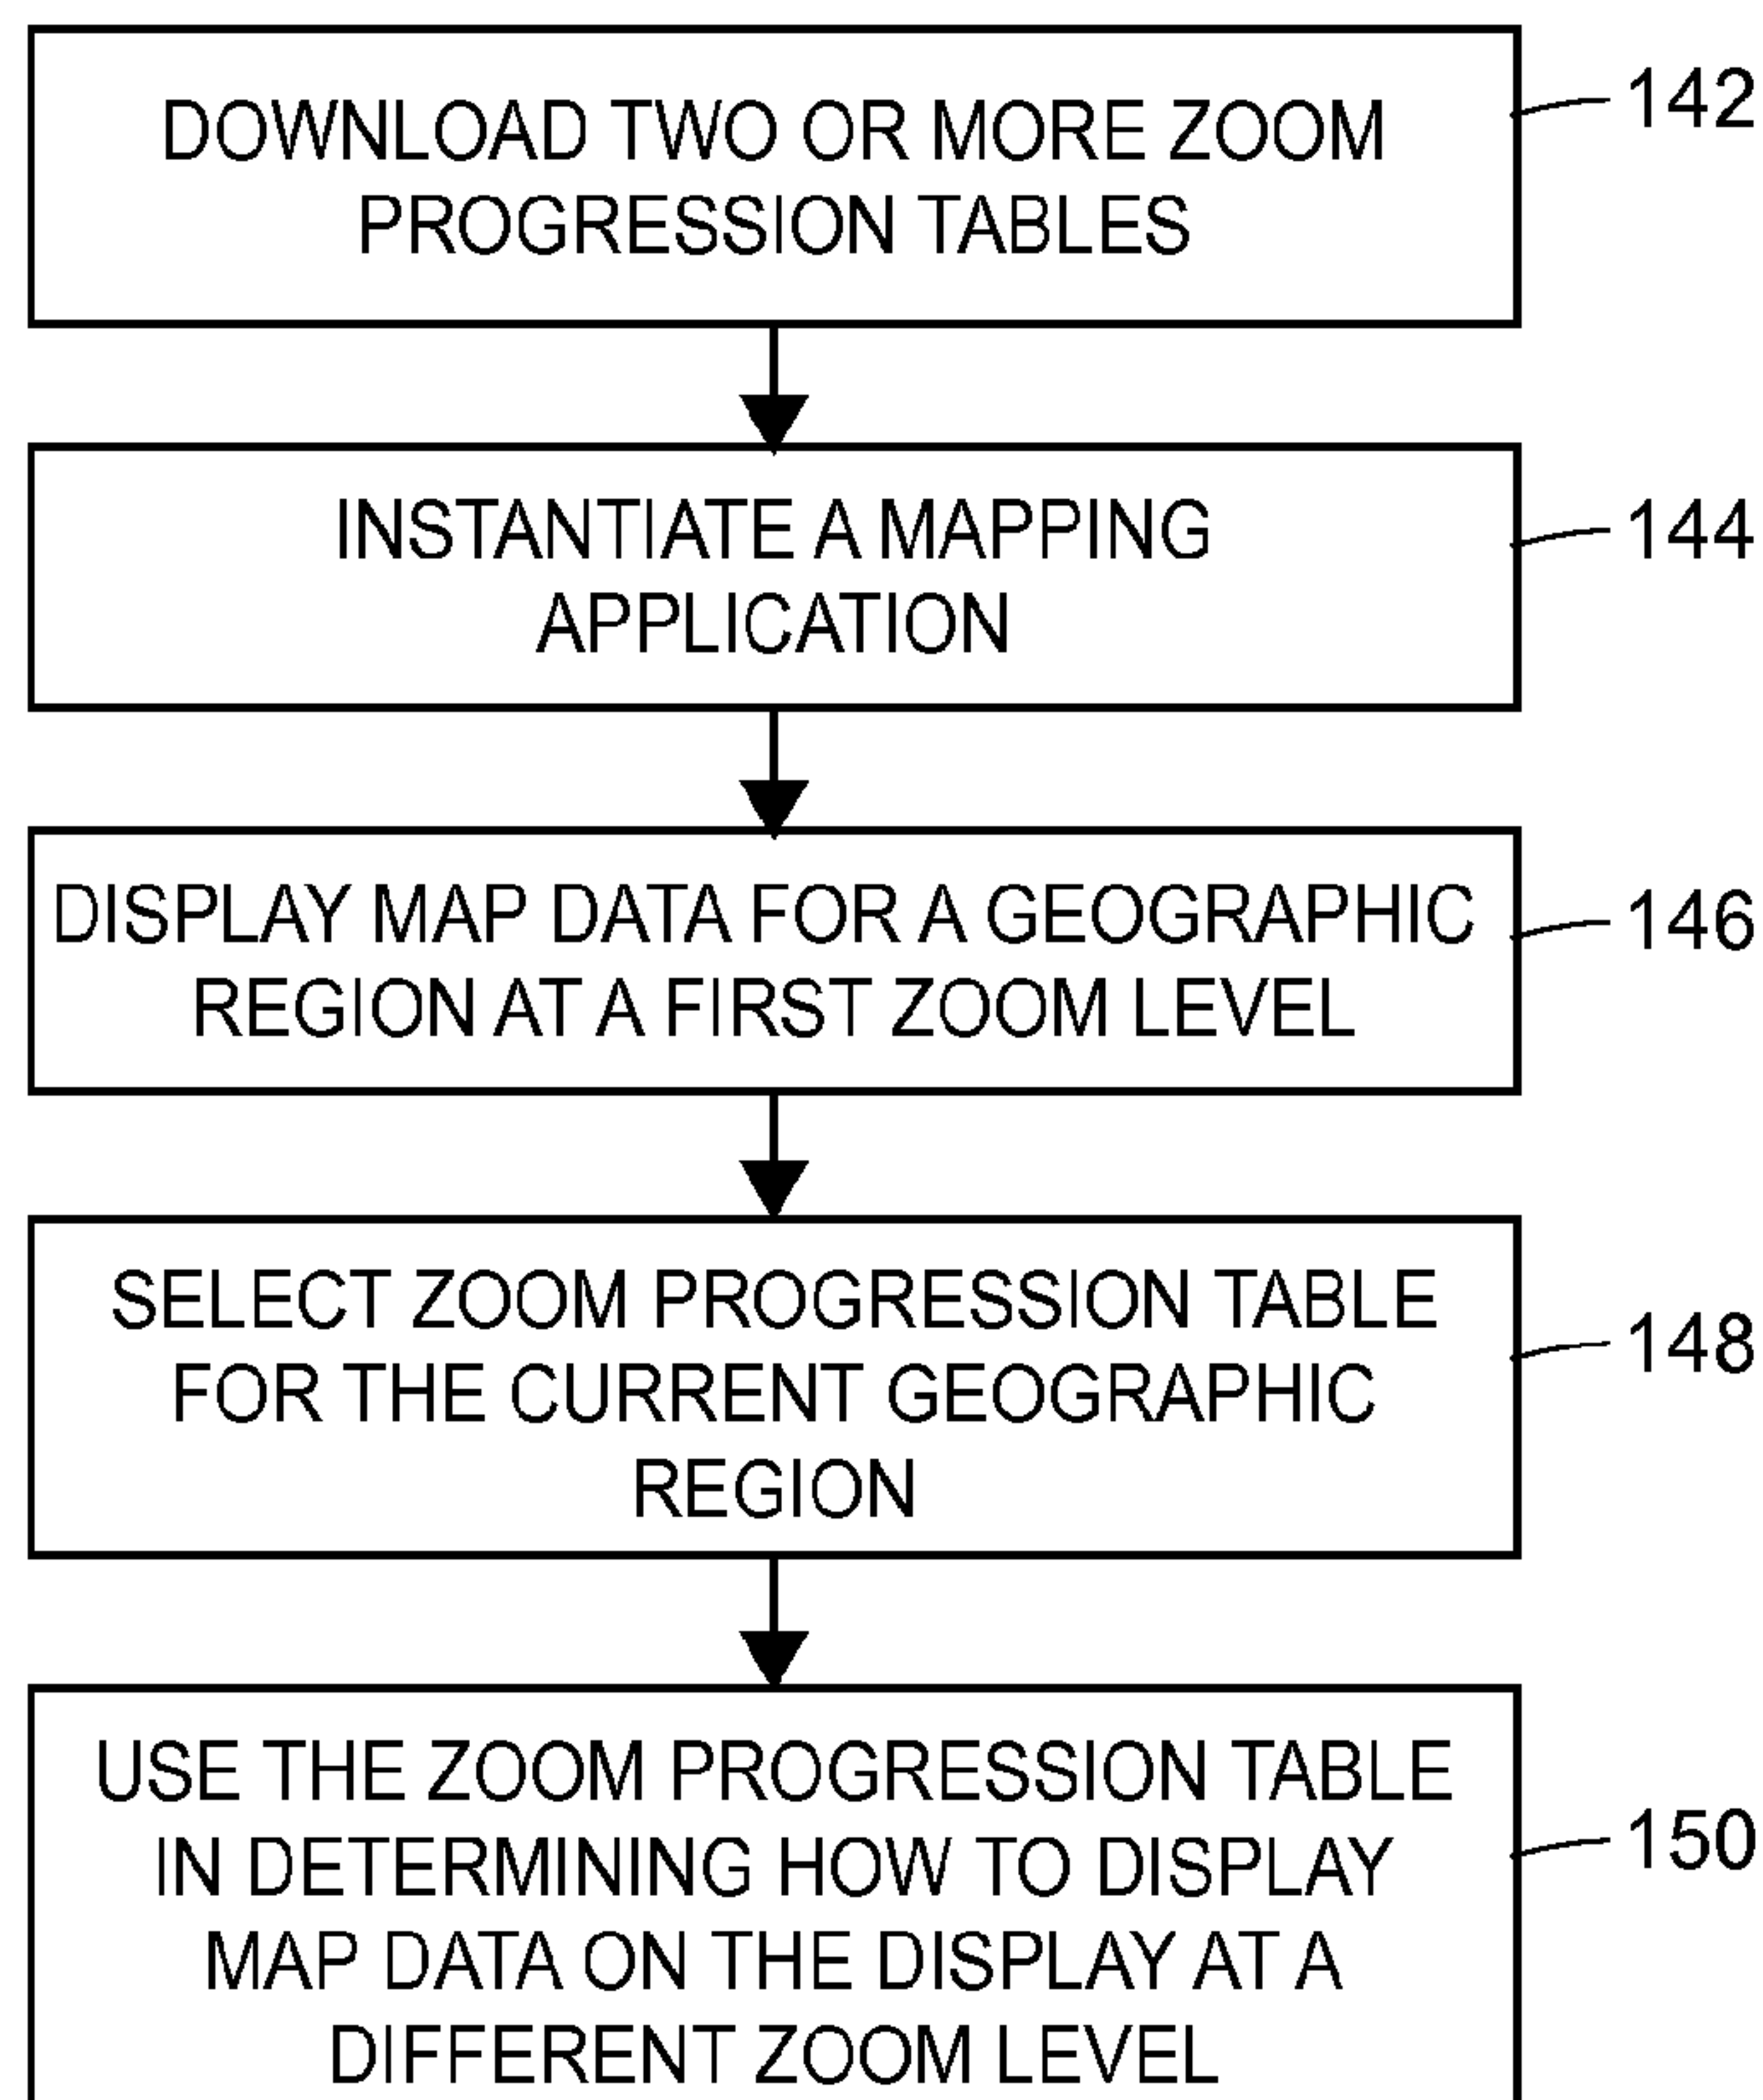 DOWNLOAD TWO OR MORE ZOOM
PROGRESSION TABLES
142
INSTANTIATE A MAPPING
APPLICATION
144
DISPLAY MAP DATA FOR A GEOGRAPHIC
REGION AT A FIRST ZOOM LEVEL
146
SELECT ZOOM PROGRESSION TABLE
FOR THE CURRENT GEOGRAPHIC
REGION
148
USE THE ZOOM PROGRESSION TABLE
IN DETERMINING HOW TO DISPLAY
MAP DATA ON THE DISPLAY AT A
DIFFERENT ZOOM LEVEL
150